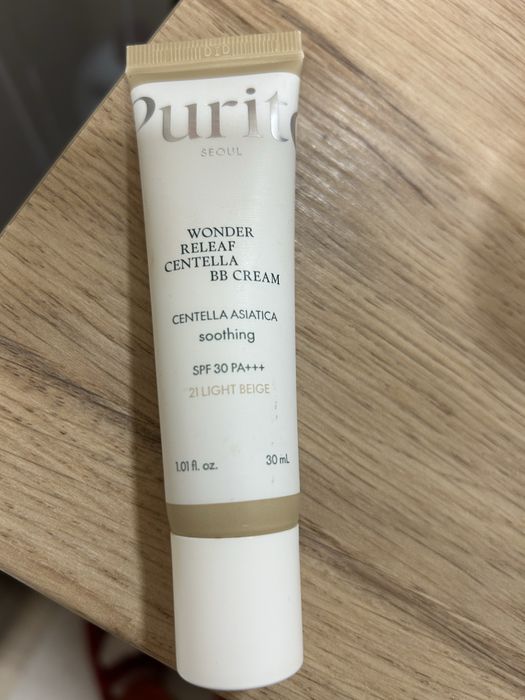 Purito
SEOUL
WONDER
RELEAF
CENTELLA
BB CREAM
CENTELLA ASIATICA
soothing
SPF 30 PA+++
21 LIGHT BEIGE
1.01 fl. oz. 30 mL